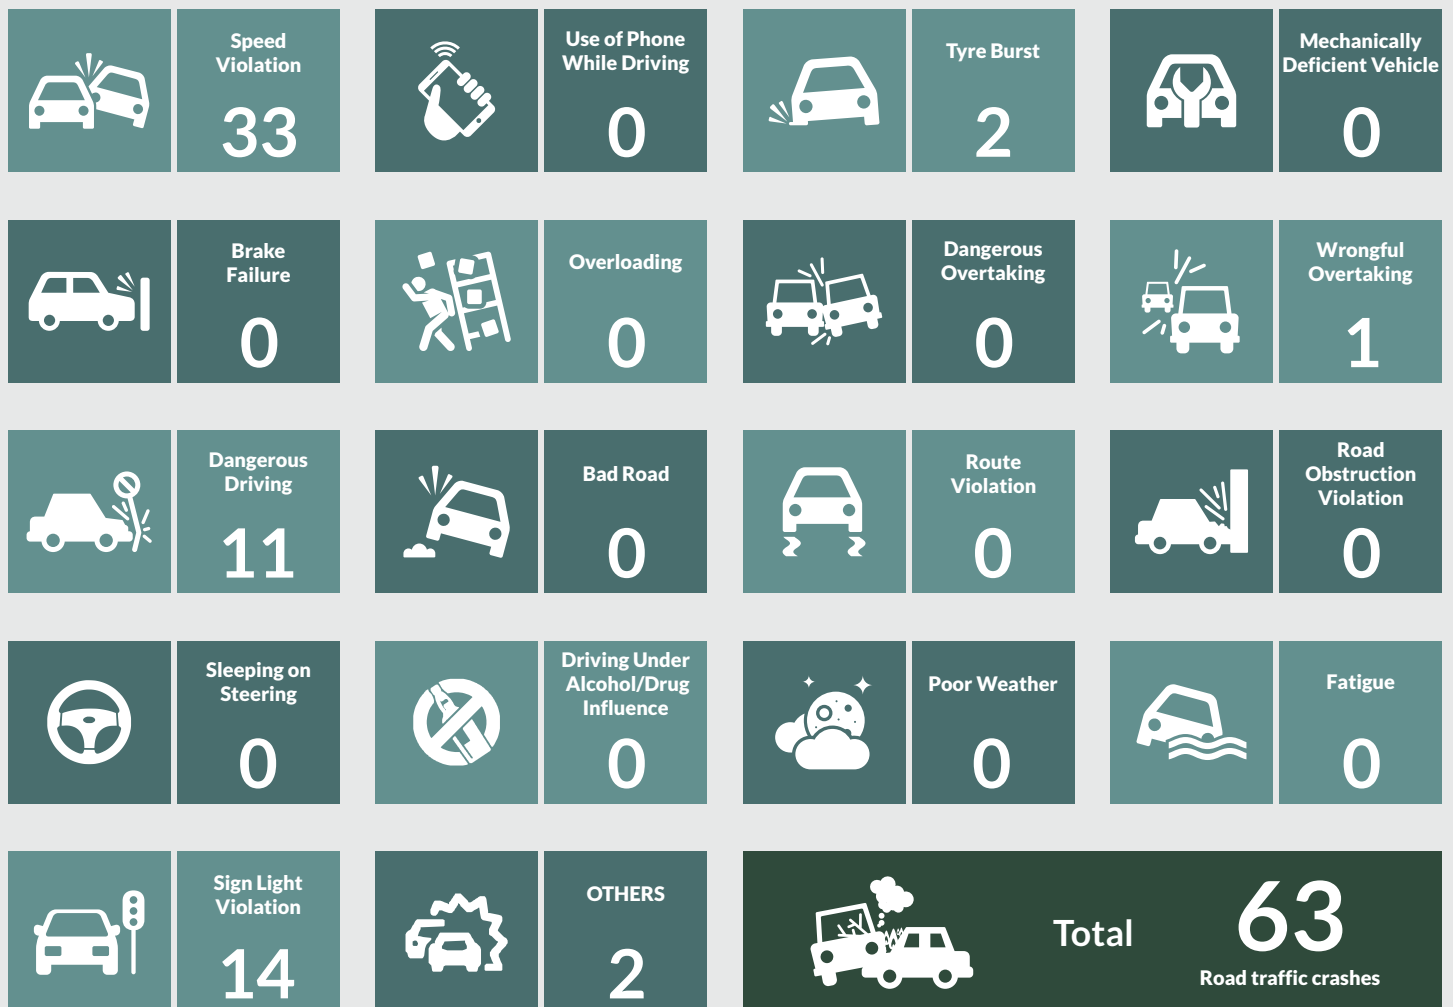 Speed
Violation
33
Use of Phone
While Driving
0
Tyre Burst
2
Mechanically
Deficient Vehicle
0
Brake
Failure
0
Overloading
0
Dangerous
Overtaking
0
Wrongful
Overtaking
1
Dangerous
Driving
11
Bad Road
0
Route
Violation
0
Road
Obstruction
Violation
0
Sleeping on
Steering
0
Driving Under
Alcohol/Drug
Influence
0
Poor Weather
0
Fatigue
0
Sign Light
Violation
14
OTHERS
2
Total
63
Road traffic crashes